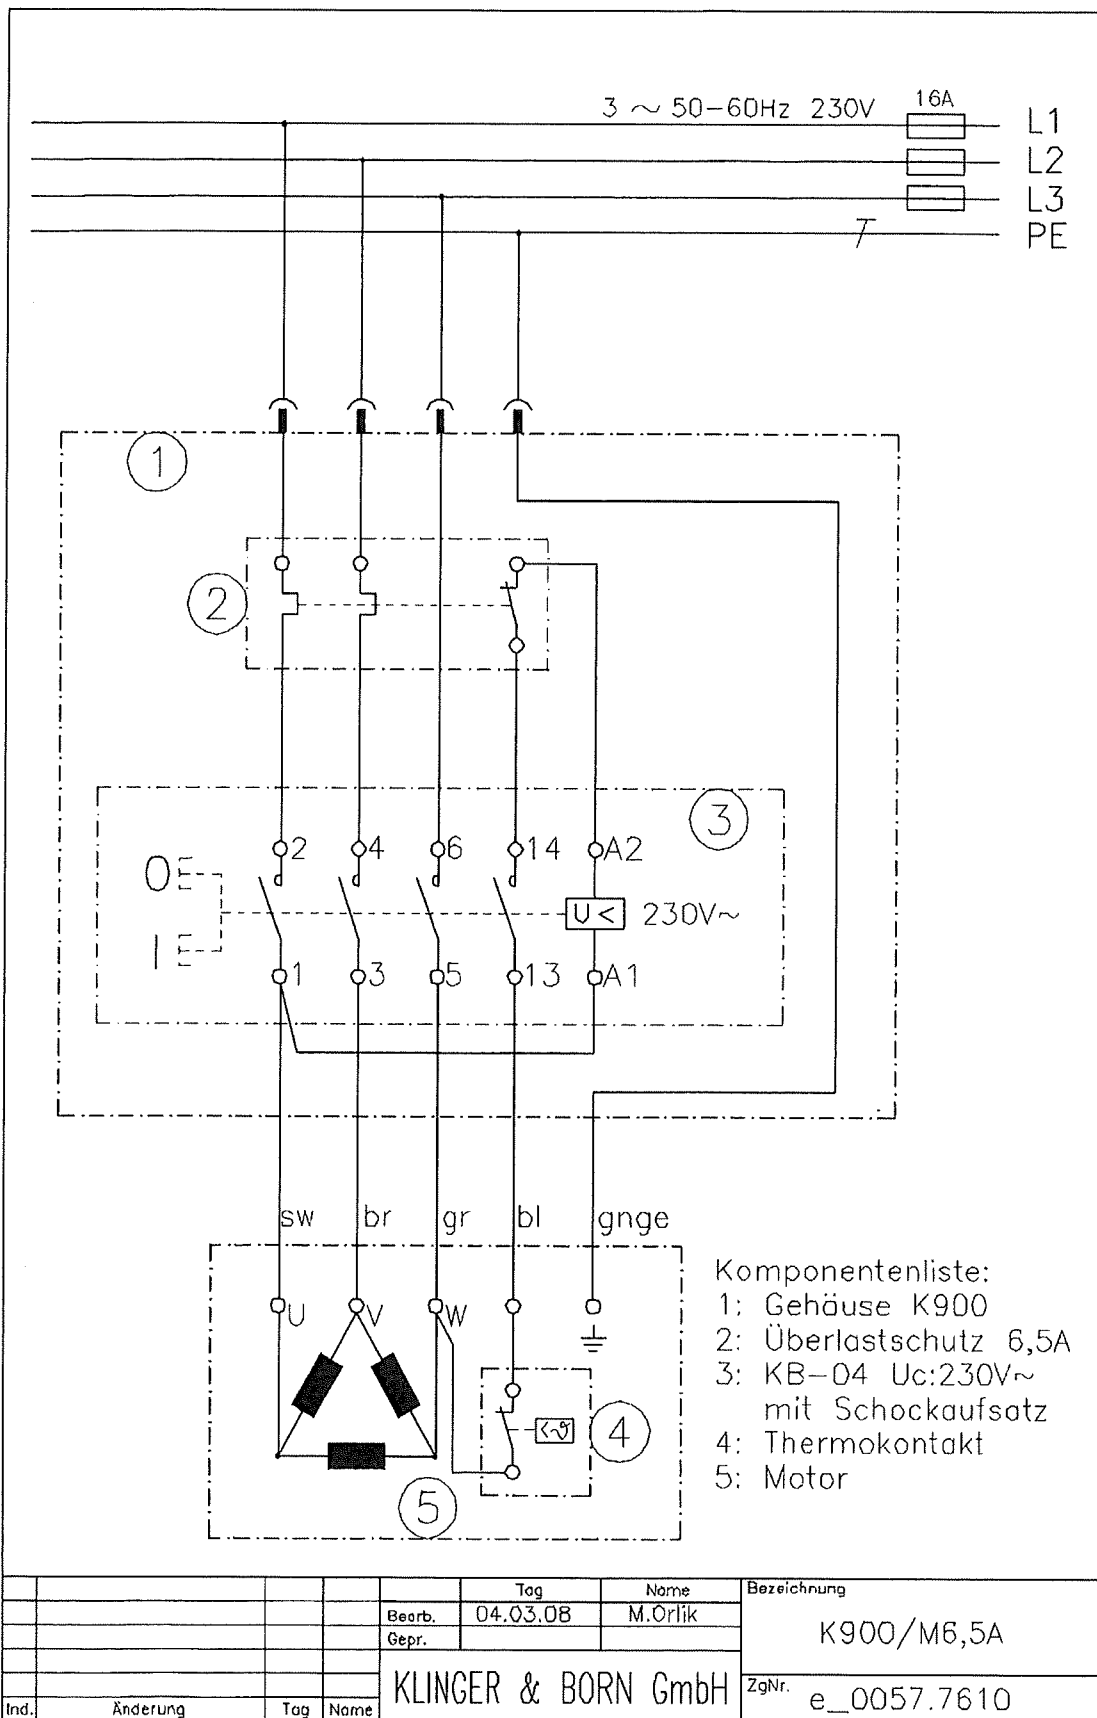 3 ~ 50-60Hz 230V
16A
L1
L2
L3
PE
1
2
3
2 4 6 14 A2
0
U< 230V~
I
1 3 5 13 A1
sw br gr bl gnge
U V W
4
5
Komponentenliste:
1: Gehäuse K900
2: Überlastschutz 6,5A
3: KB-04 Uc:230V~
mit Schockaufsatz
4: Thermokontakt
5: Motor
Tag Name Bezeichnung
Bearb. 04.03.08 M.Orlik
Gepr.
K900/M6,5A
KLINGER & BORN GmbH
ZgNr. e_0057.7610
Ind. Änderung Tag Name